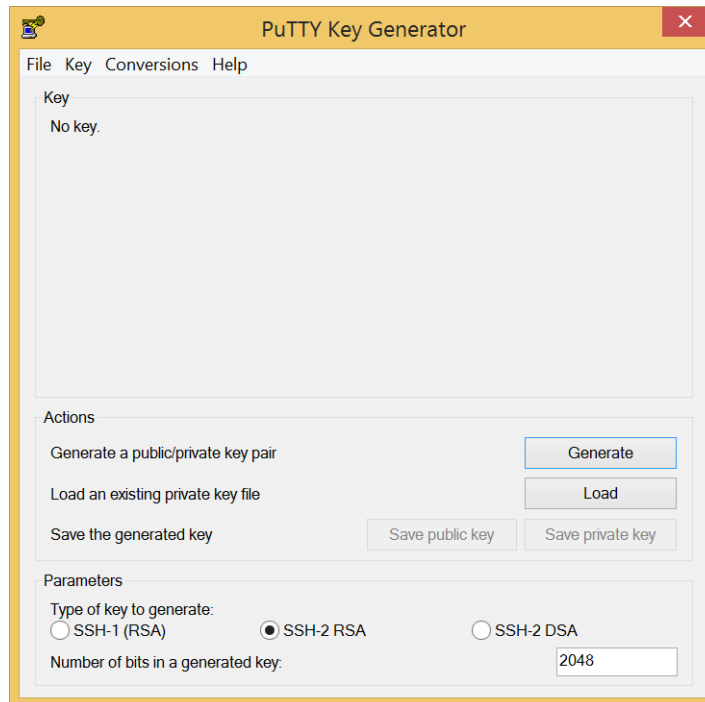 PuTTY Key Generator
File Key Conversions Help
Key
No key.
Actions
Generate a public/private key pair Generate
Load an existing private key file Load
Save the generated key Save public key Save private key
Parameters
Type of key to generate:
SSH-1 (RSA) SSH-2 RSA SSH-2 DSA
Number of bits in a generated key: 2048